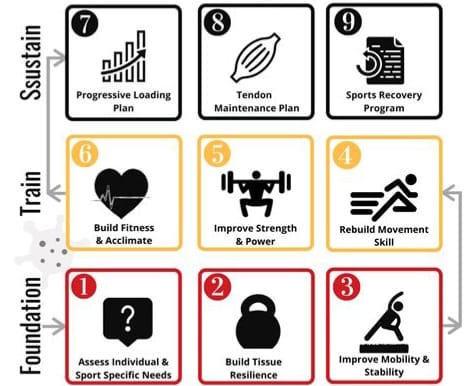 Ssustain
7
Progressive Loading
Plan
8
Tendon
Maintenance Plan
9
Sports Recovery
Program
Train
6
Build Fitness
& Acclimate
5
Improve Strength
& Power
4
Rebuild Movement
Skill
Foundation
1
?
Assess Individual &
Sport Specific Needs
2
Build Tissue
Resilience
3
Improve Mobility &
Stability